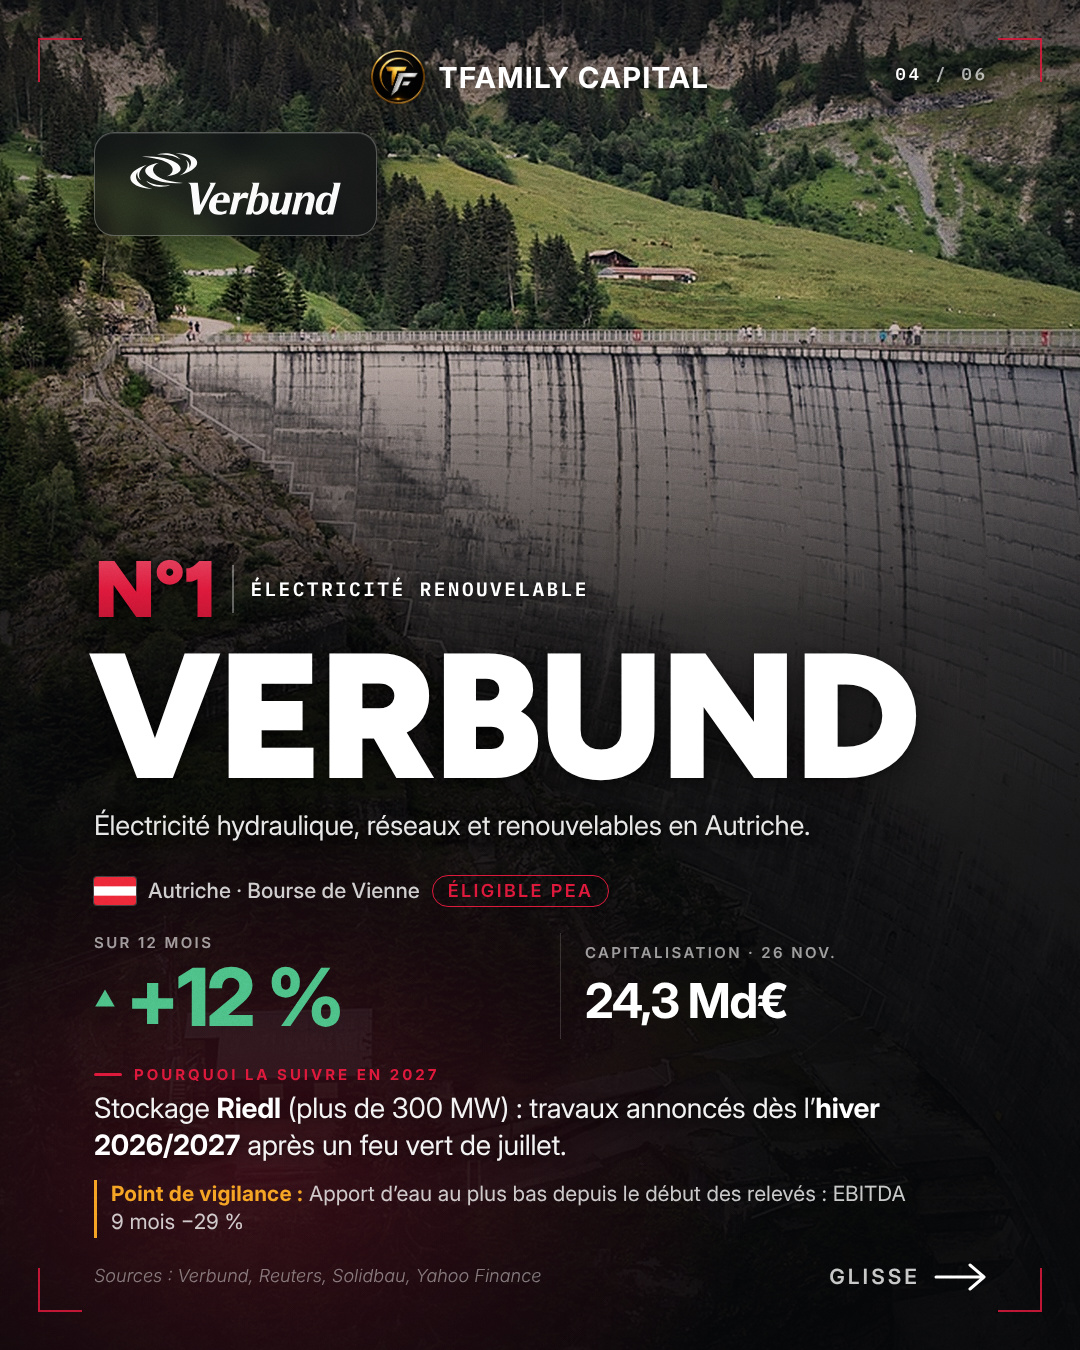 TFAMILY CAPITAL
04 / 06
Verbund
N°1
ÉLECTRICITÉ RENOUVELABLE
VERBUND
Électricité hydraulique, réseaux et renouvelables en Autriche.
Autriche · Bourse de Vienne
ÉLIGIBLE PEA
SUR 12 MOIS
▲ +12 %
CAPITALISATION · 26 NOV.
24,3 Md€
POURQUOI LA SUIVRE EN 2027
Stockage Riedl (plus de 300 MW) : travaux annoncés dès l’hiver
2026/2027 après un feu vert de juillet.
Point de vigilance : Apport d’eau au plus bas depuis le début des relevés : EBITDA
9 mois −29 %
Sources : Verbund, Reuters, Solidbau, Yahoo Finance
GLISSE →